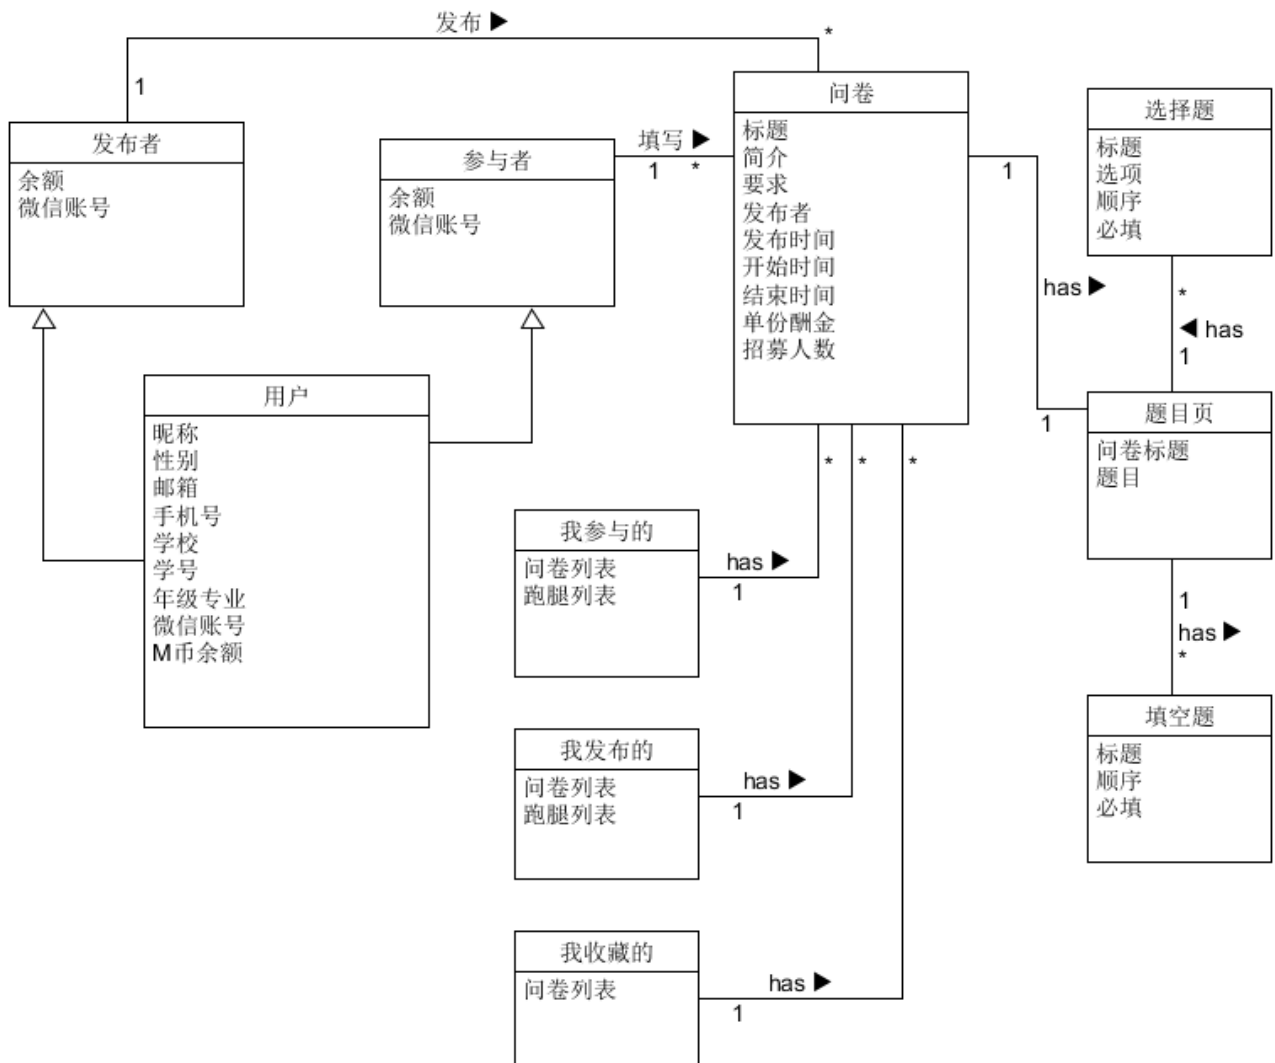 发布 ▶
*
1
发布者
余额
微信账号
参与者
余额
微信账号
填写 ▶
1
*
问卷
标题
简介
要求
发布者
发布时间
开始时间
结束时间
单份酬金
招募人数
1
has ▶
1
选择题
标题
选项
顺序
必填
*
◀ has
1
题目页
问卷标题
题目
1
has ▶
*
填空题
标题
顺序
必填
用户
昵称
性别
邮箱
手机号
学校
学号
年级专业
微信账号
M币余额
* * *
我参与的
问卷列表
跑腿列表
has ▶
1
我发布的
问卷列表
跑腿列表
has ▶
1
我收藏的
问卷列表
has ▶
1